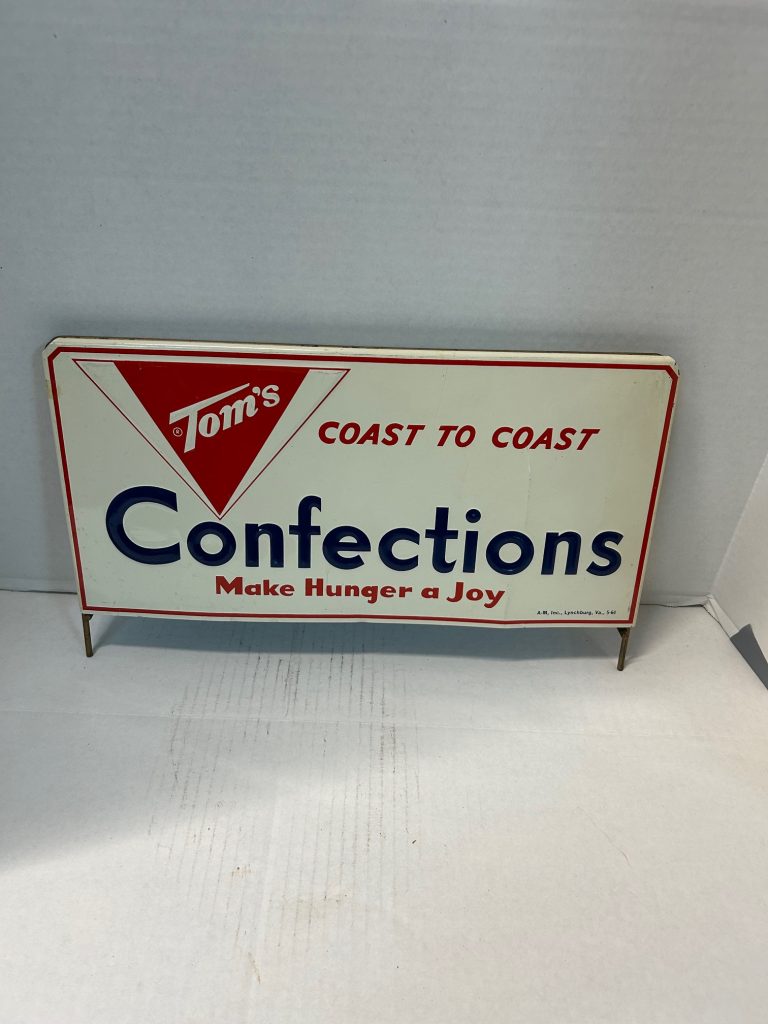 ® Tom's
COAST TO COAST
Confections
Make Hunger a Joy
A-M, Inc., Lynchburg, Va., 5-61